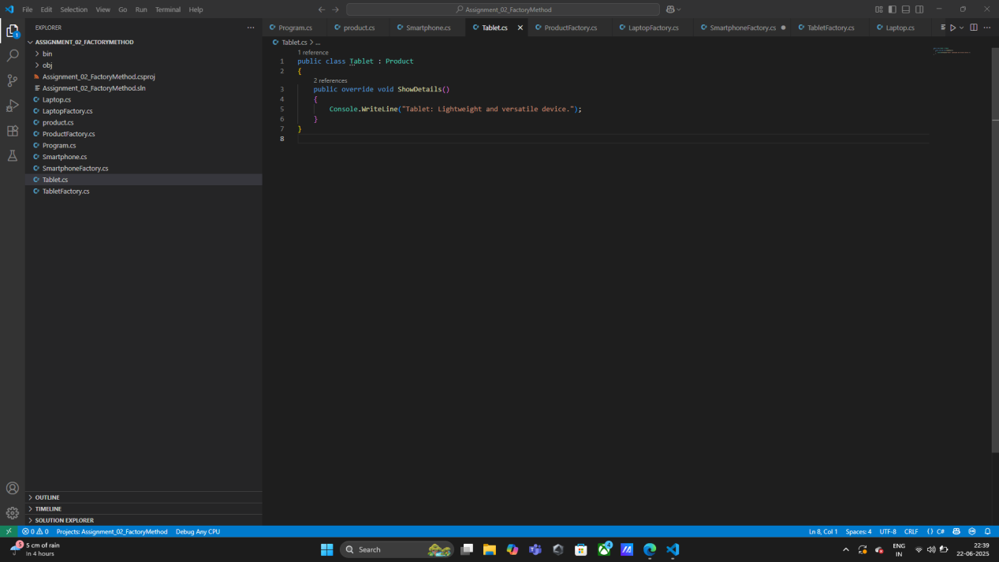 File Edit Selection View Go Run Terminal Help
Assignment_02_FactoryMethod
EXPLORER
ASSIGNMENT_02_FACTORYMETHOD
bin
obj
Assignment_02_FactoryMethod.csproj
Assignment_02_FactoryMethod.sln
Laptop.cs
LaptopFactory.cs
product.cs
ProductFactory.cs
Program.cs
Smartphone.cs
SmartphoneFactory.cs
Tablet.cs
TabletFactory.cs
OUTLINE
TIMELINE
SOLUTION EXPLORER
1
Program.cs product.cs Smartphone.cs Tablet.cs ProductFactory.cs LaptopFactory.cs SmartphoneFactory.cs TabletFactory.cs Laptop.cs
Tablet.cs > ...
1 reference
1 public class Tablet : Product
2 {
2 references
3 public override void ShowDetails()
4 {
5 Console.WriteLine("Tablet: Lightweight and versatile device.");
6 }
7 }
8
0 0 Projects: Assignment_02_FactoryMethod Debug Any CPU
Ln 8, Col 1 Spaces: 4 UTF-8 CRLF {} C#
5
5 cm of rain
In 4 hours
Search
4
ENG
IN
22:39
22-06-2025